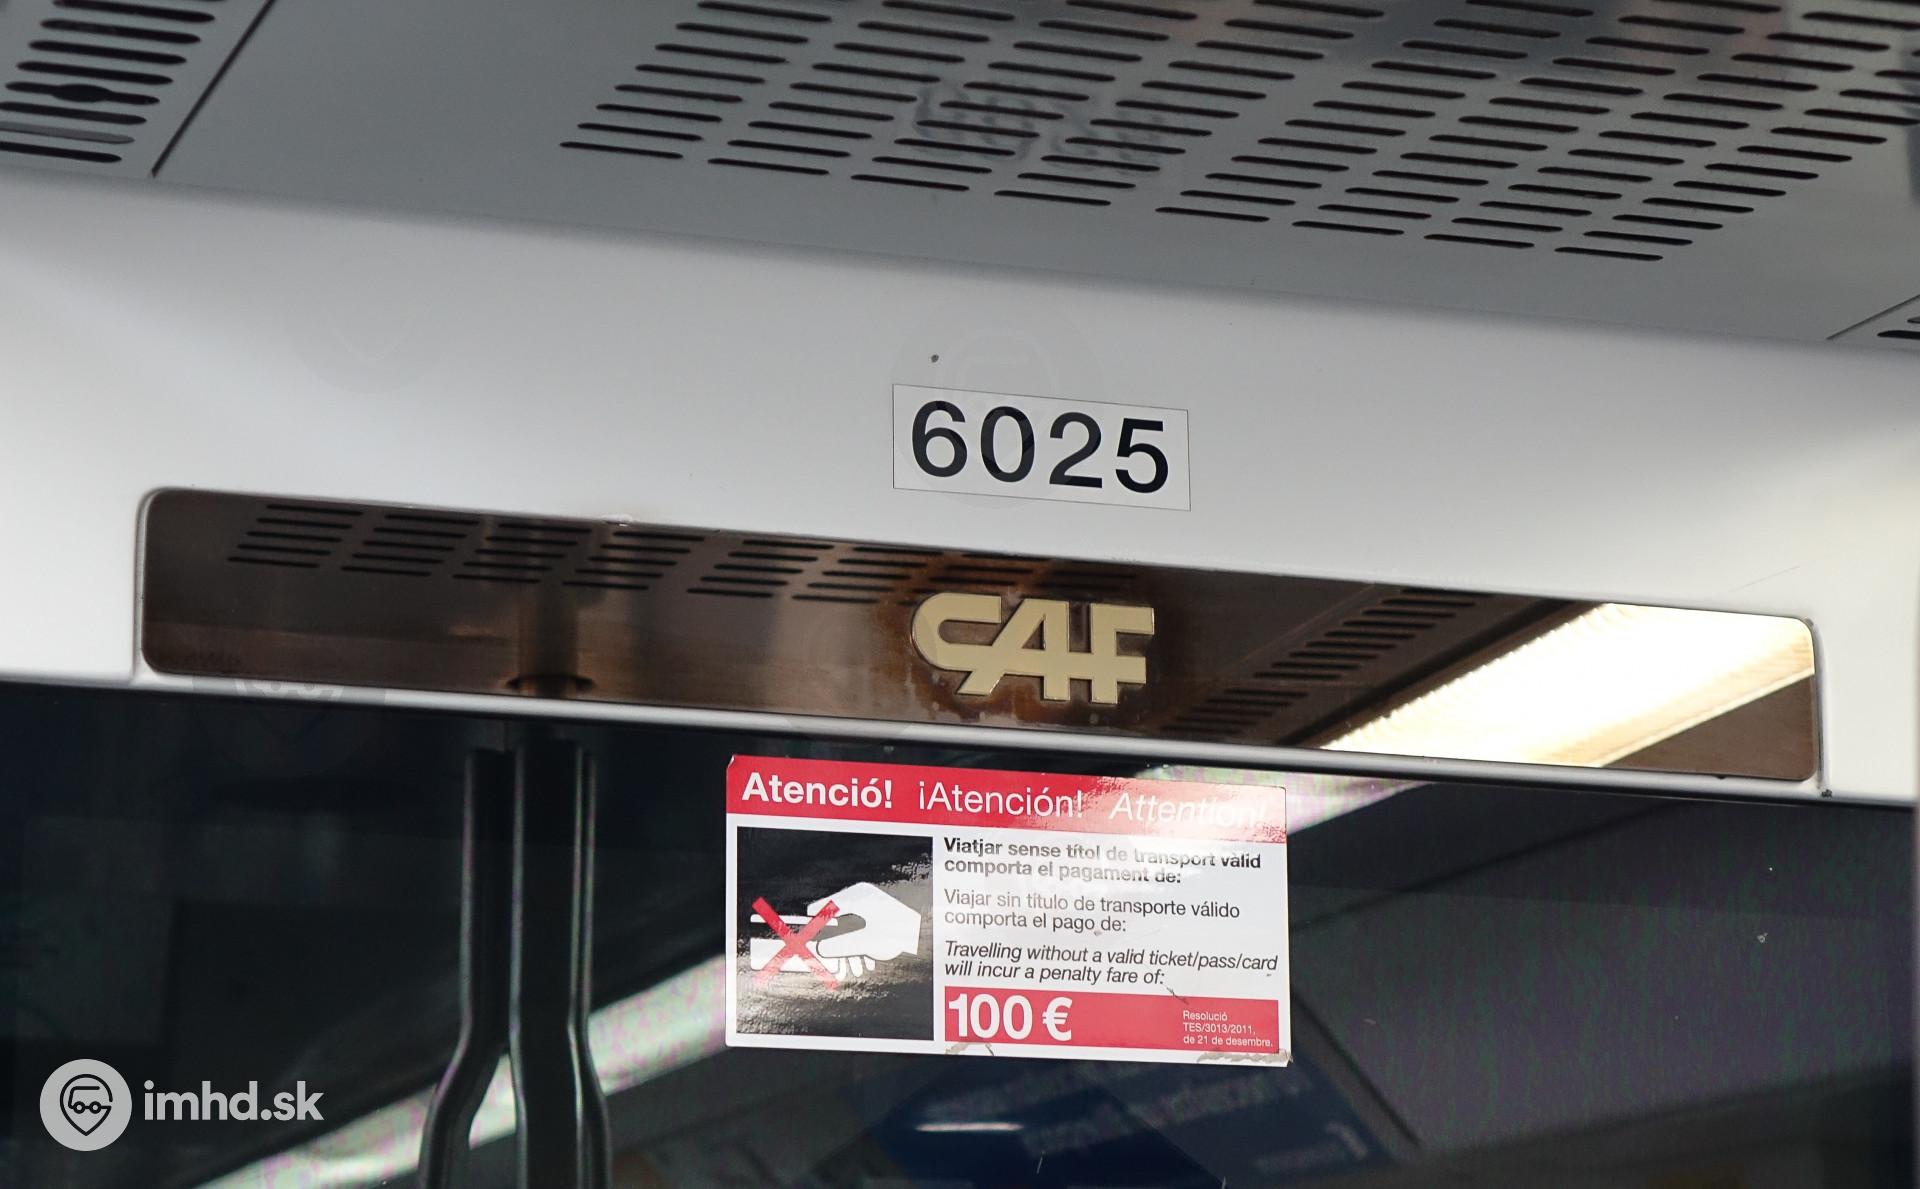 6025
CAF
Atenció! ¡Atención! Attention!
Viatjar sense títol de transport vàlid
comporta el pagament de:
Viajar sin título de transporte válido
comporta el pago de:
Travelling without a valid ticket/pass/card
will incur a penalty fare of:
100 €
Resolució
TES/3013/2011,
de 21 de desembre.
imhd.sk